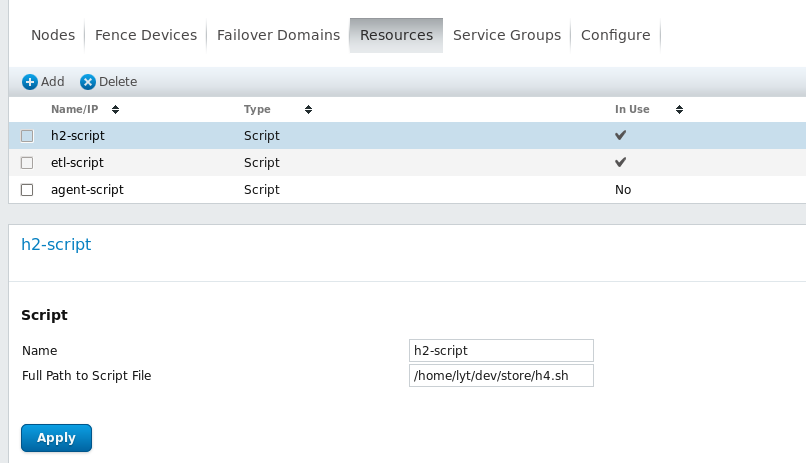 Nodes Fence Devices Failover Domains Resources Service Groups Configure
Add Delete
Name/IP Type In Use
h2-script Script
etl-script Script
agent-script Script No
h2-script
Script
Name h2-script
Full Path to Script File /home/lyt/dev/store/h4.sh
Apply